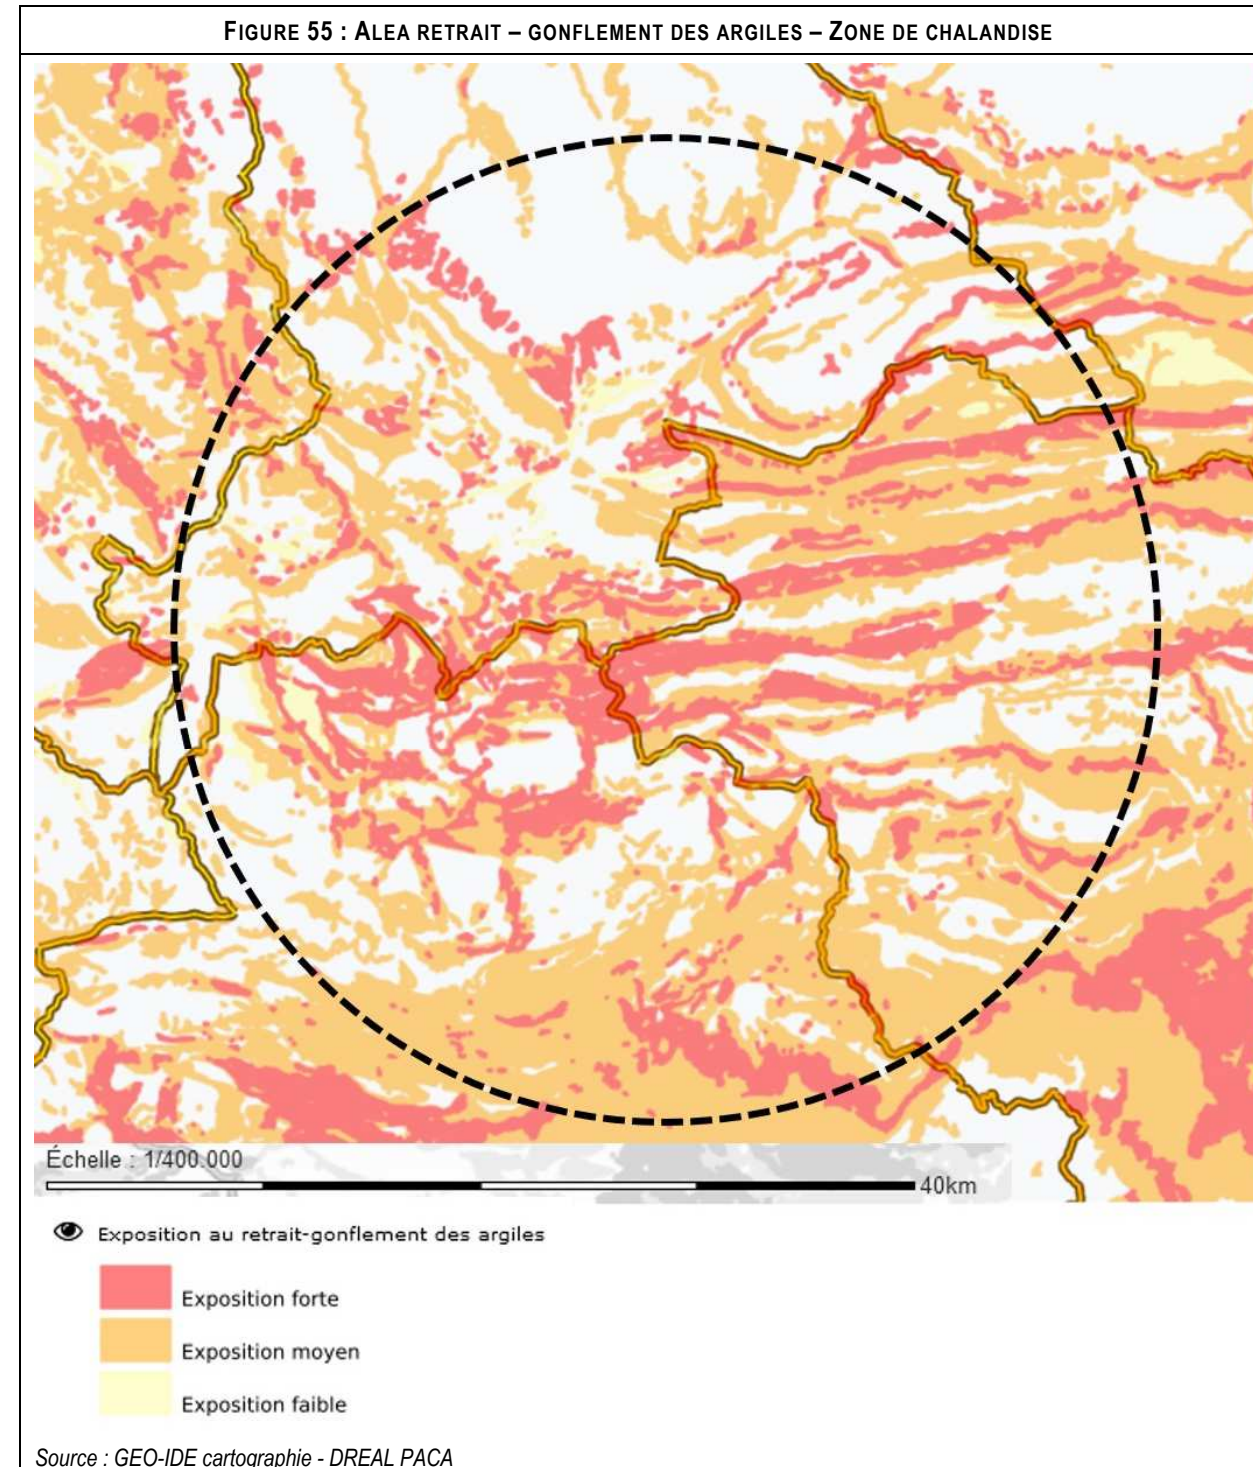 FIGURE 55 : ALEA RETRAIT – GONFLEMENT DES ARGILES – ZONE DE CHALANDISE
Échelle : 1/400.000
40km
Exposition au retrait-gonflement des argiles
Exposition forte
Exposition moyen
Exposition faible
Source : GEO-IDE cartographie - DREAL PACA